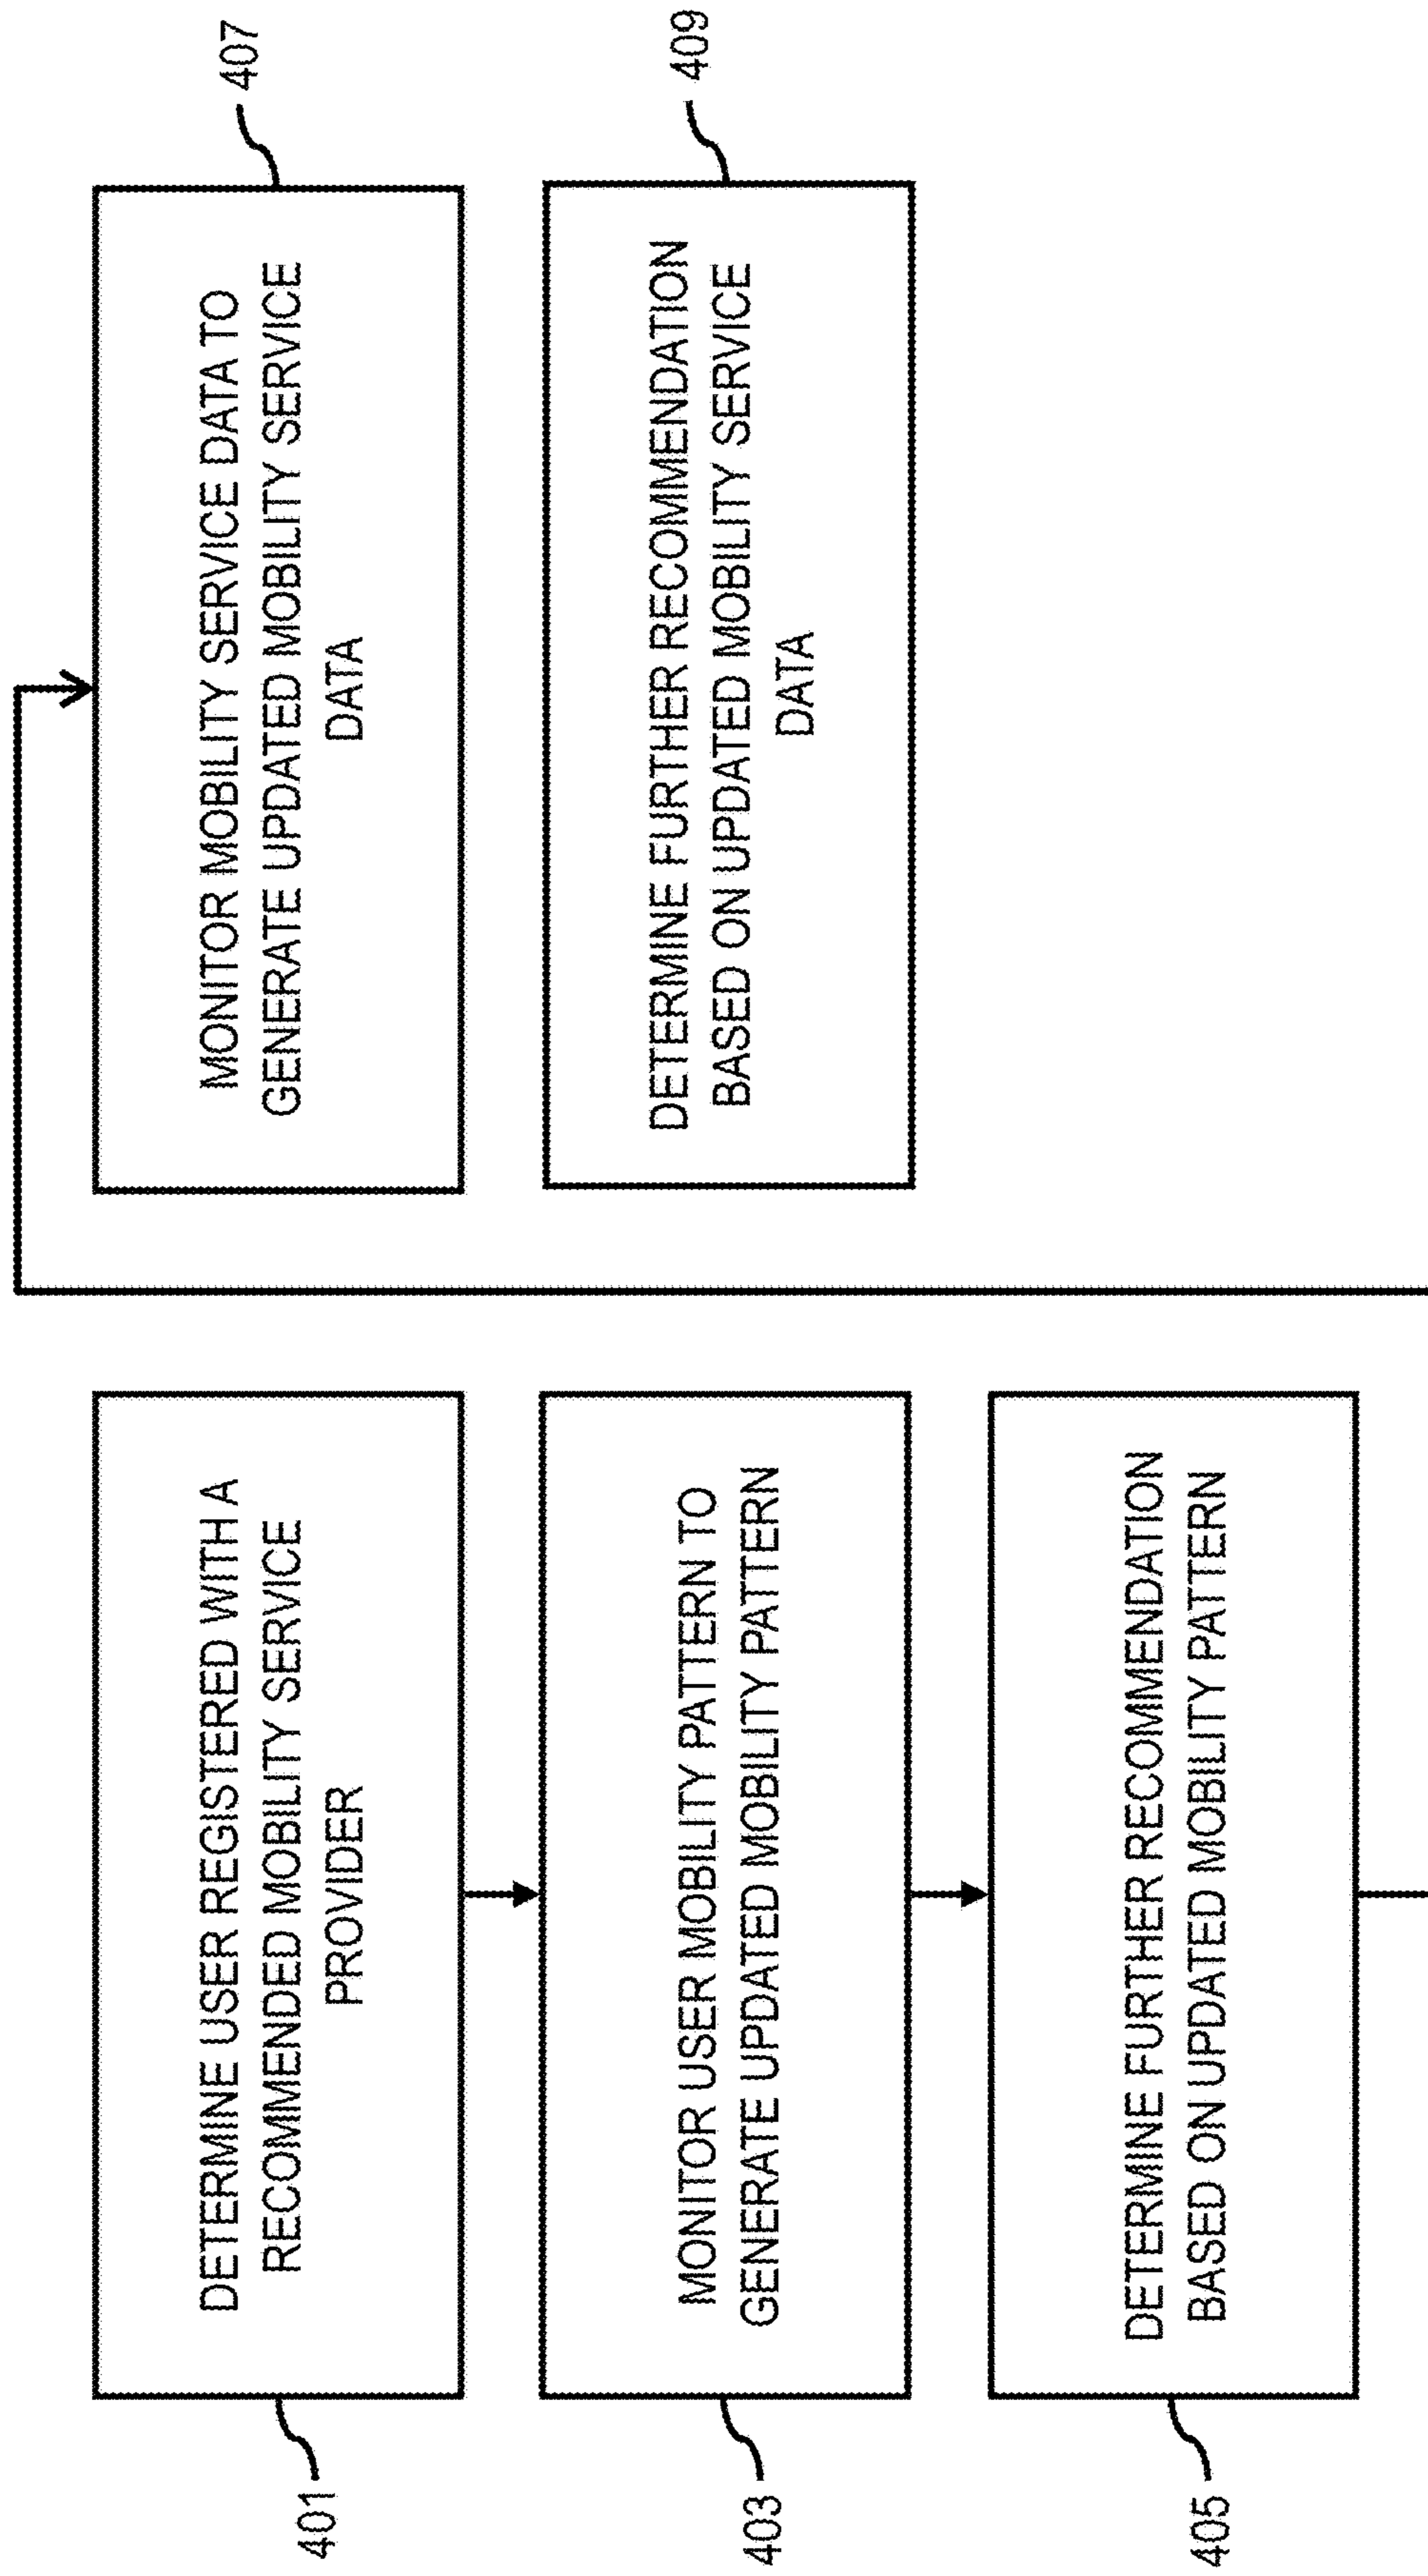 401
DETERMINE USER REGISTERED WITH A
RECOMMENDED MOBILITY SERVICE
PROVIDER
403
MONITOR USER MOBILITY PATTERN TO
GENERATE UPDATED MOBILITY PATTERN
405
DETERMINE FURTHER RECOMMENDATION
BASED ON UPDATED MOBILITY PATTERN
407
MONITOR MOBILITY SERVICE DATA TO
GENERATE UPDATED MOBILITY SERVICE
DATA
409
DETERMINE FURTHER RECOMMENDATION
BASED ON UPDATED MOBILITY SERVICE
DATA